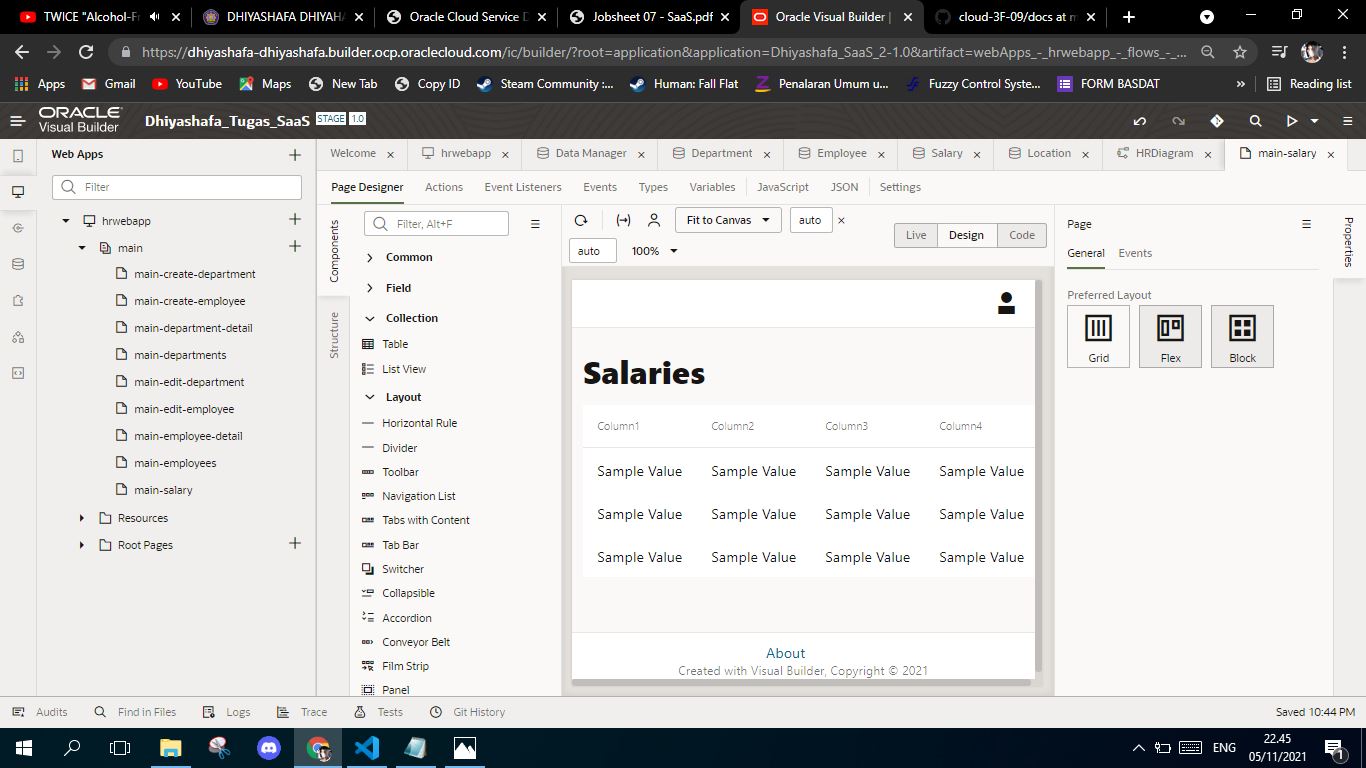 TWICE "Alcohol-Fr
DHIYASHAFA DHIYAHA
Oracle Cloud Service D
Jobsheet 07 - SaaS.pdf
Oracle Visual Builder |
cloud-3F-09/docs at m
https://dhiyashafa-dhiyashafa.builder.ocp.oraclecloud.com/ic/builder/?root=application&application=Dhiyashafa_SaaS_2-1.0&artifact=webApps_-_hrwebapp_-_flows_-_...
Apps
Gmail
YouTube
Maps
New Tab
Copy ID
Steam Community :...
Human: Fall Flat
Penalaran Umum u...
Fuzzy Control Syste...
FORM BASDAT
»
Reading list
ORACLE
Visual Builder
Dhiyashafa_Tugas_SaaS STAGE 1.0
Web Apps
Welcome
hrwebapp
Data Manager
Department
Employee
Salary
Location
HRDiagram
main-salary
Filter
Page Designer
Actions
Event Listeners
Events
Types
Variables
JavaScript
JSON
Settings
hrwebapp
main
main-create-department
main-create-employee
main-department-detail
main-departments
main-edit-department
main-edit-employee
main-employee-detail
main-employees
main-salary
Resources
Root Pages
Components
Structure
Filter, Alt+F
Common
Field
Collection
Table
List View
Layout
Horizontal Rule
Divider
Toolbar
Navigation List
Tabs with Content
Tab Bar
Switcher
Collapsible
Accordion
Conveyor Belt
Film Strip
Panel
Fit to Canvas
auto
auto
100%
Live
Design
Code
Salaries
Column1 Column2 Column3 Column4
Sample Value Sample Value Sample Value Sample Value
Sample Value Sample Value Sample Value Sample Value
Sample Value Sample Value Sample Value Sample Value
About
Created with Visual Builder, Copyright © 2021
Page
General
Events
Preferred Layout
Grid
Flex
Block
Properties
Audits
Find in Files
Logs
Trace
Tests
Git History
Saved 10:44 PM
ENG
22.45
05/11/2021
1